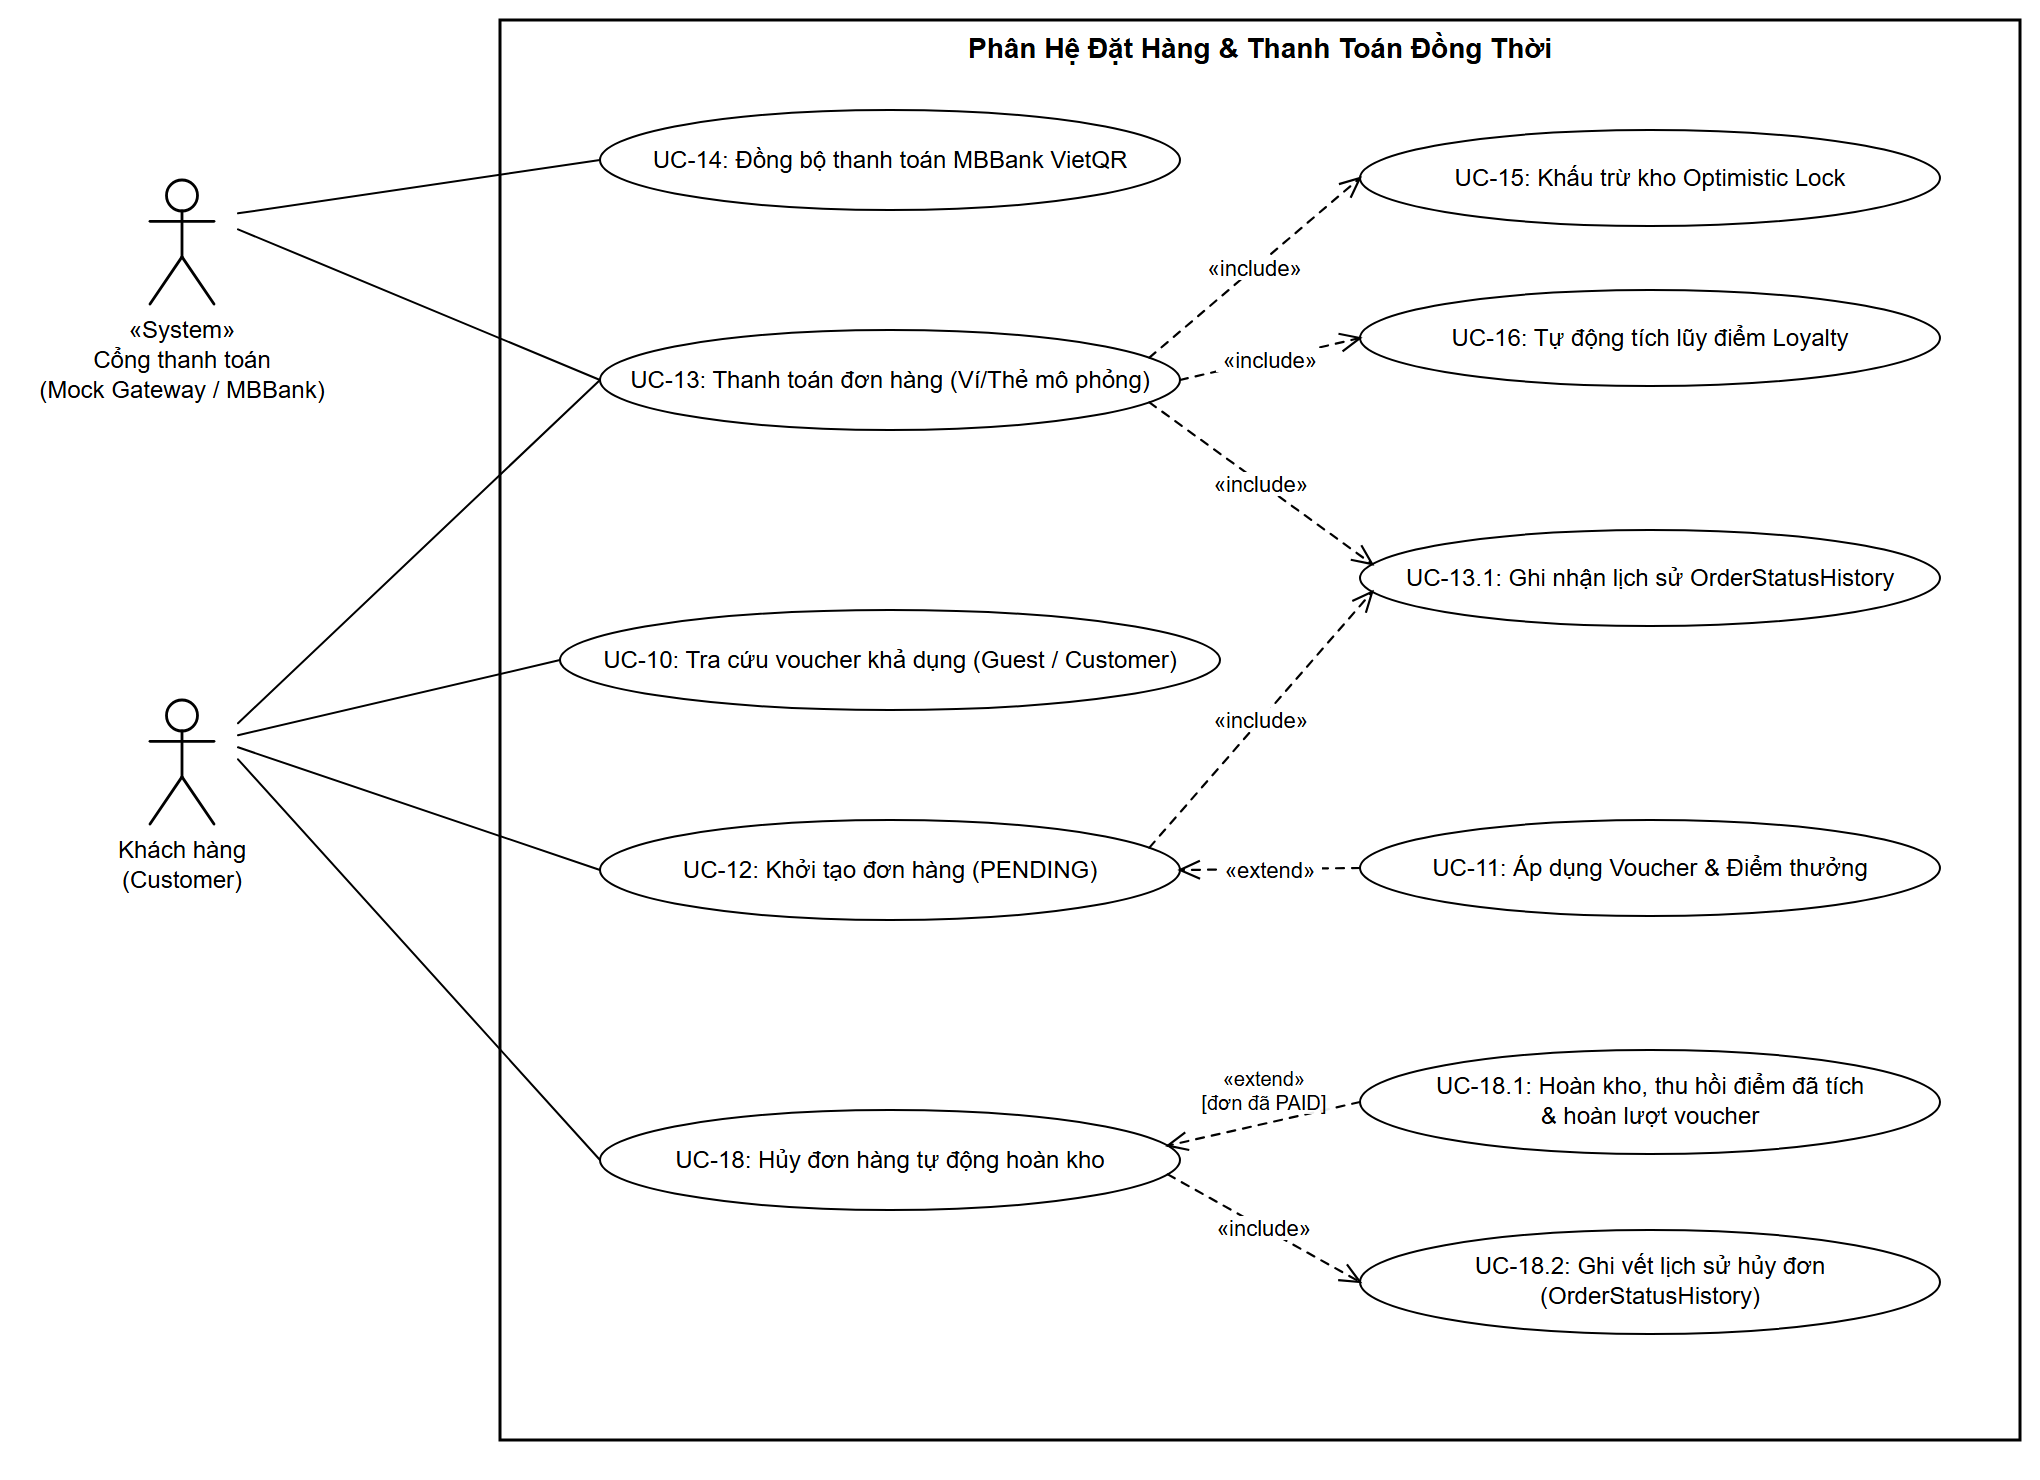 Phân Hệ Đặt Hàng & Thanh Toán Đồng Thời
UC-14: Đồng bộ thanh toán MBBank VietQR
UC-15: Khấu trừ kho Optimistic Lock
«include»
«System»
Cổng thanh toán
(Mock Gateway / MBBank)
UC-16: Tự động tích lũy điểm Loyalty
«include»
UC-13: Thanh toán đơn hàng (Ví/Thẻ mô phỏng)
«include»
UC-13.1: Ghi nhận lịch sử OrderStatusHistory
UC-10: Tra cứu voucher khả dụng (Guest / Customer)
«include»
Khách hàng
(Customer)
UC-12: Khởi tạo đơn hàng (PENDING)
«extend»
UC-11: Áp dụng Voucher & Điểm thưởng
«extend»
[đơn đã PAID]
UC-18.1: Hoàn kho, thu hồi điểm đã tích
& hoàn lượt voucher
UC-18: Hủy đơn hàng tự động hoàn kho
«include»
UC-18.2: Ghi vết lịch sử hủy đơn
(OrderStatusHistory)